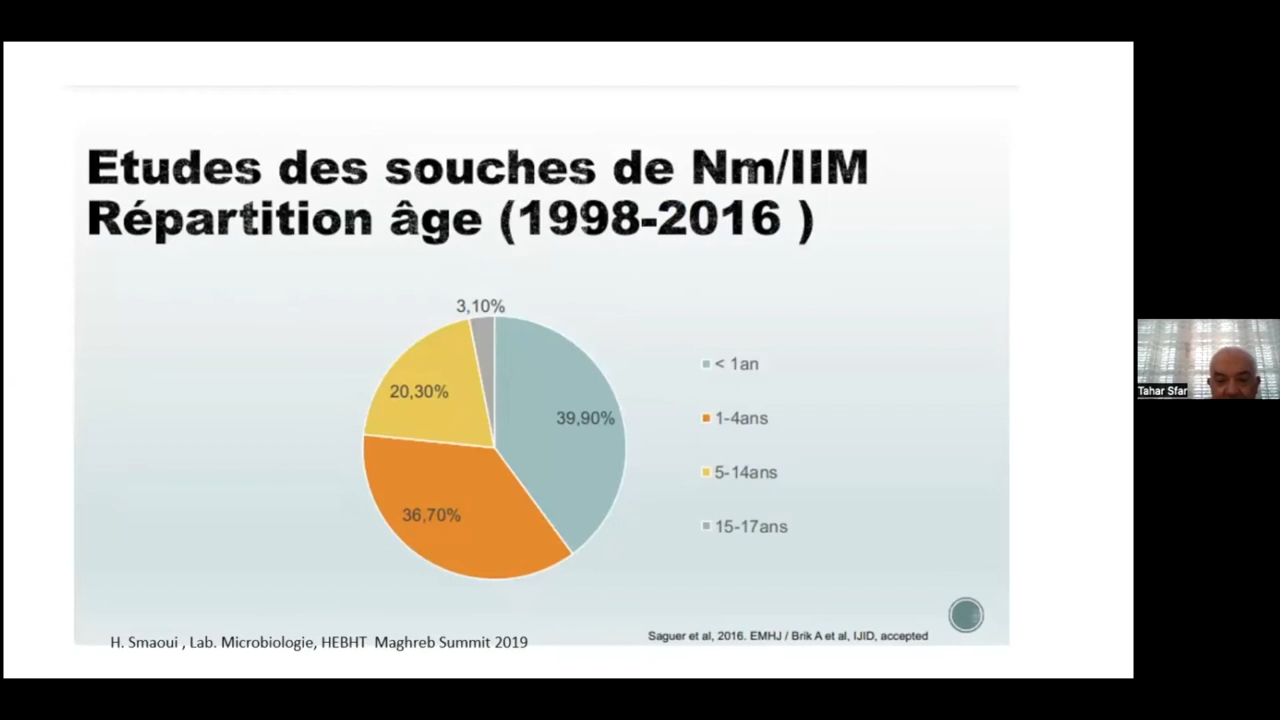 Etudes des souches de Nm/IIM
Répartition âge (1998-2016 )
3,10%
20,30%
39,90%
36,70%
< 1an
1-4ans
5-14ans
15-17ans
Tahar Sfar
H. Smaoui , Lab. Microbiologie, HEBHT Maghreb Summit 2019
Saguer et al, 2016. EMHJ / Brik A et al, IJID, accepted